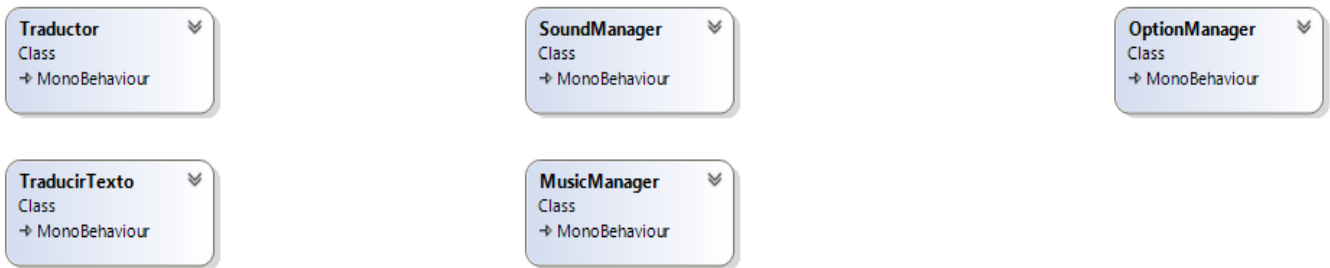 Traductor
Class
MonoBehaviour
SoundManager
Class
MonoBehaviour
OptionManager
Class
MonoBehaviour
TraducirTexto
Class
MonoBehaviour
MusicManager
Class
MonoBehaviour